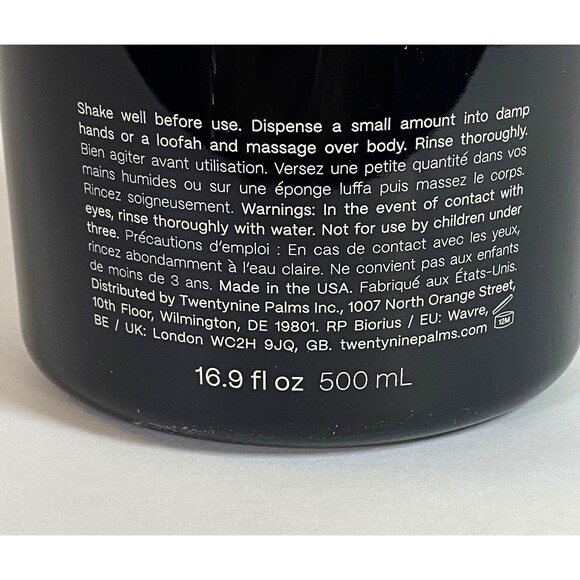 Shake well before use. Dispense a small amount into damp
hands or a loofah and massage over body. Rinse thoroughly.
Bien agiter avant utilisation. Versez une petite quantité dans vos
mains humides ou sur une éponge luffa puis massez le corps.
Rincez soigneusement. Warnings: In the event of contact with
eyes, rinse thoroughly with water. Not for use by children under
three. Précautions d'emploi : En cas de contact avec les yeux,
rincez abondamment à l'eau claire. Ne convient pas aux enfants
de moins de 3 ans. Made in the USA. Fabriqué aux États-Unis.
Distributed by Twentynine Palms Inc., 1007 North Orange Street,
10th Floor, Wilmington, DE 19801. RP Biorius / EU: Wavre,
BE / UK: London WC2H 9JQ, GB. twentyninepalms.com 12M
16.9 fl oz 500 mL